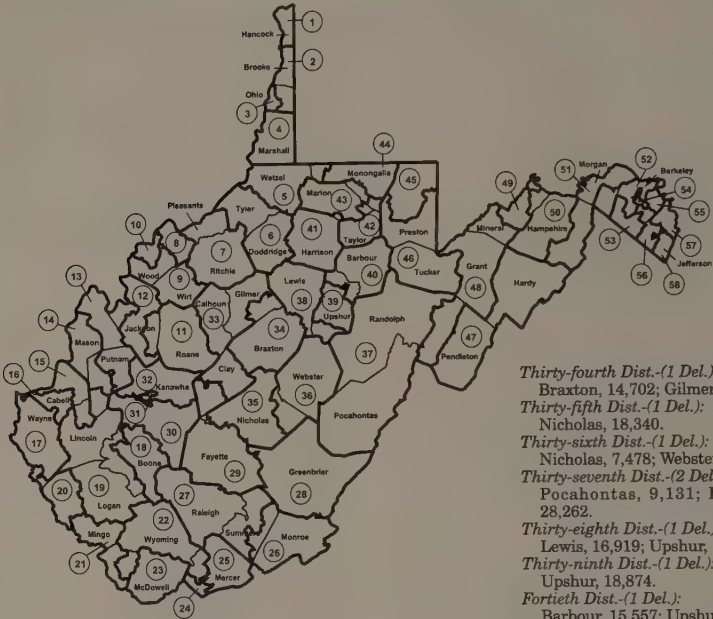 1
Hancock
2
Brooke
Ohio
3
4
Marshall
44
Wetzel
5
Marion
43
Monongalia
45
Preston
42
Taylor
Pleasants
Tyler
10
8
7
Ritchie
6
Doddridge
41
Harrison
Barbour
40
46
Tucker
Wood
9
12
Wirt
Calhoun
33
Gilmer
Lewis
38
39
Upshur
49
Mineral
50
Hampshire
51
Morgan
52
Berkeley
54
55
57
Jefferson
53
56
58
Grant
48
Hardy
47
Pendleton
13
14
Mason
Jackson
11
Roane
34
Braxton
Randolph
37
Pocahontas
15
Putnam
16
Cabell
Wayne
17
32
Kanawha
Clay
Webster
36
35
Nicholas
31
30
Lincoln
18
Boone
Fayette
29
Greenbrier
28
20
19
Logan
27
Raleigh
22
Wyoming
Mingo
21
23
McDowell
24
25
Mercer
Monroe
26
Thirty-fourth Dist.-(1 Del.)
Braxton, 14,702; Gilmer
Thirty-fifth Dist.-(1 Del.):
Nicholas, 18,340.
Thirty-sixth Dist.-(1 Del.)
Nicholas, 7,478; Webste
Thirty-seventh Dist.-(2 Del
Pocahontas, 9,131;
28,262.
Thirty-eighth Dist.-(1 Del.
Lewis, 16,919; Upshur,
Thirty-ninth Dist.-(1 Del.):
Upshur, 18,874.
Fortieth Dist.-(1 Del.):
Barbour, 15,557; Upshu